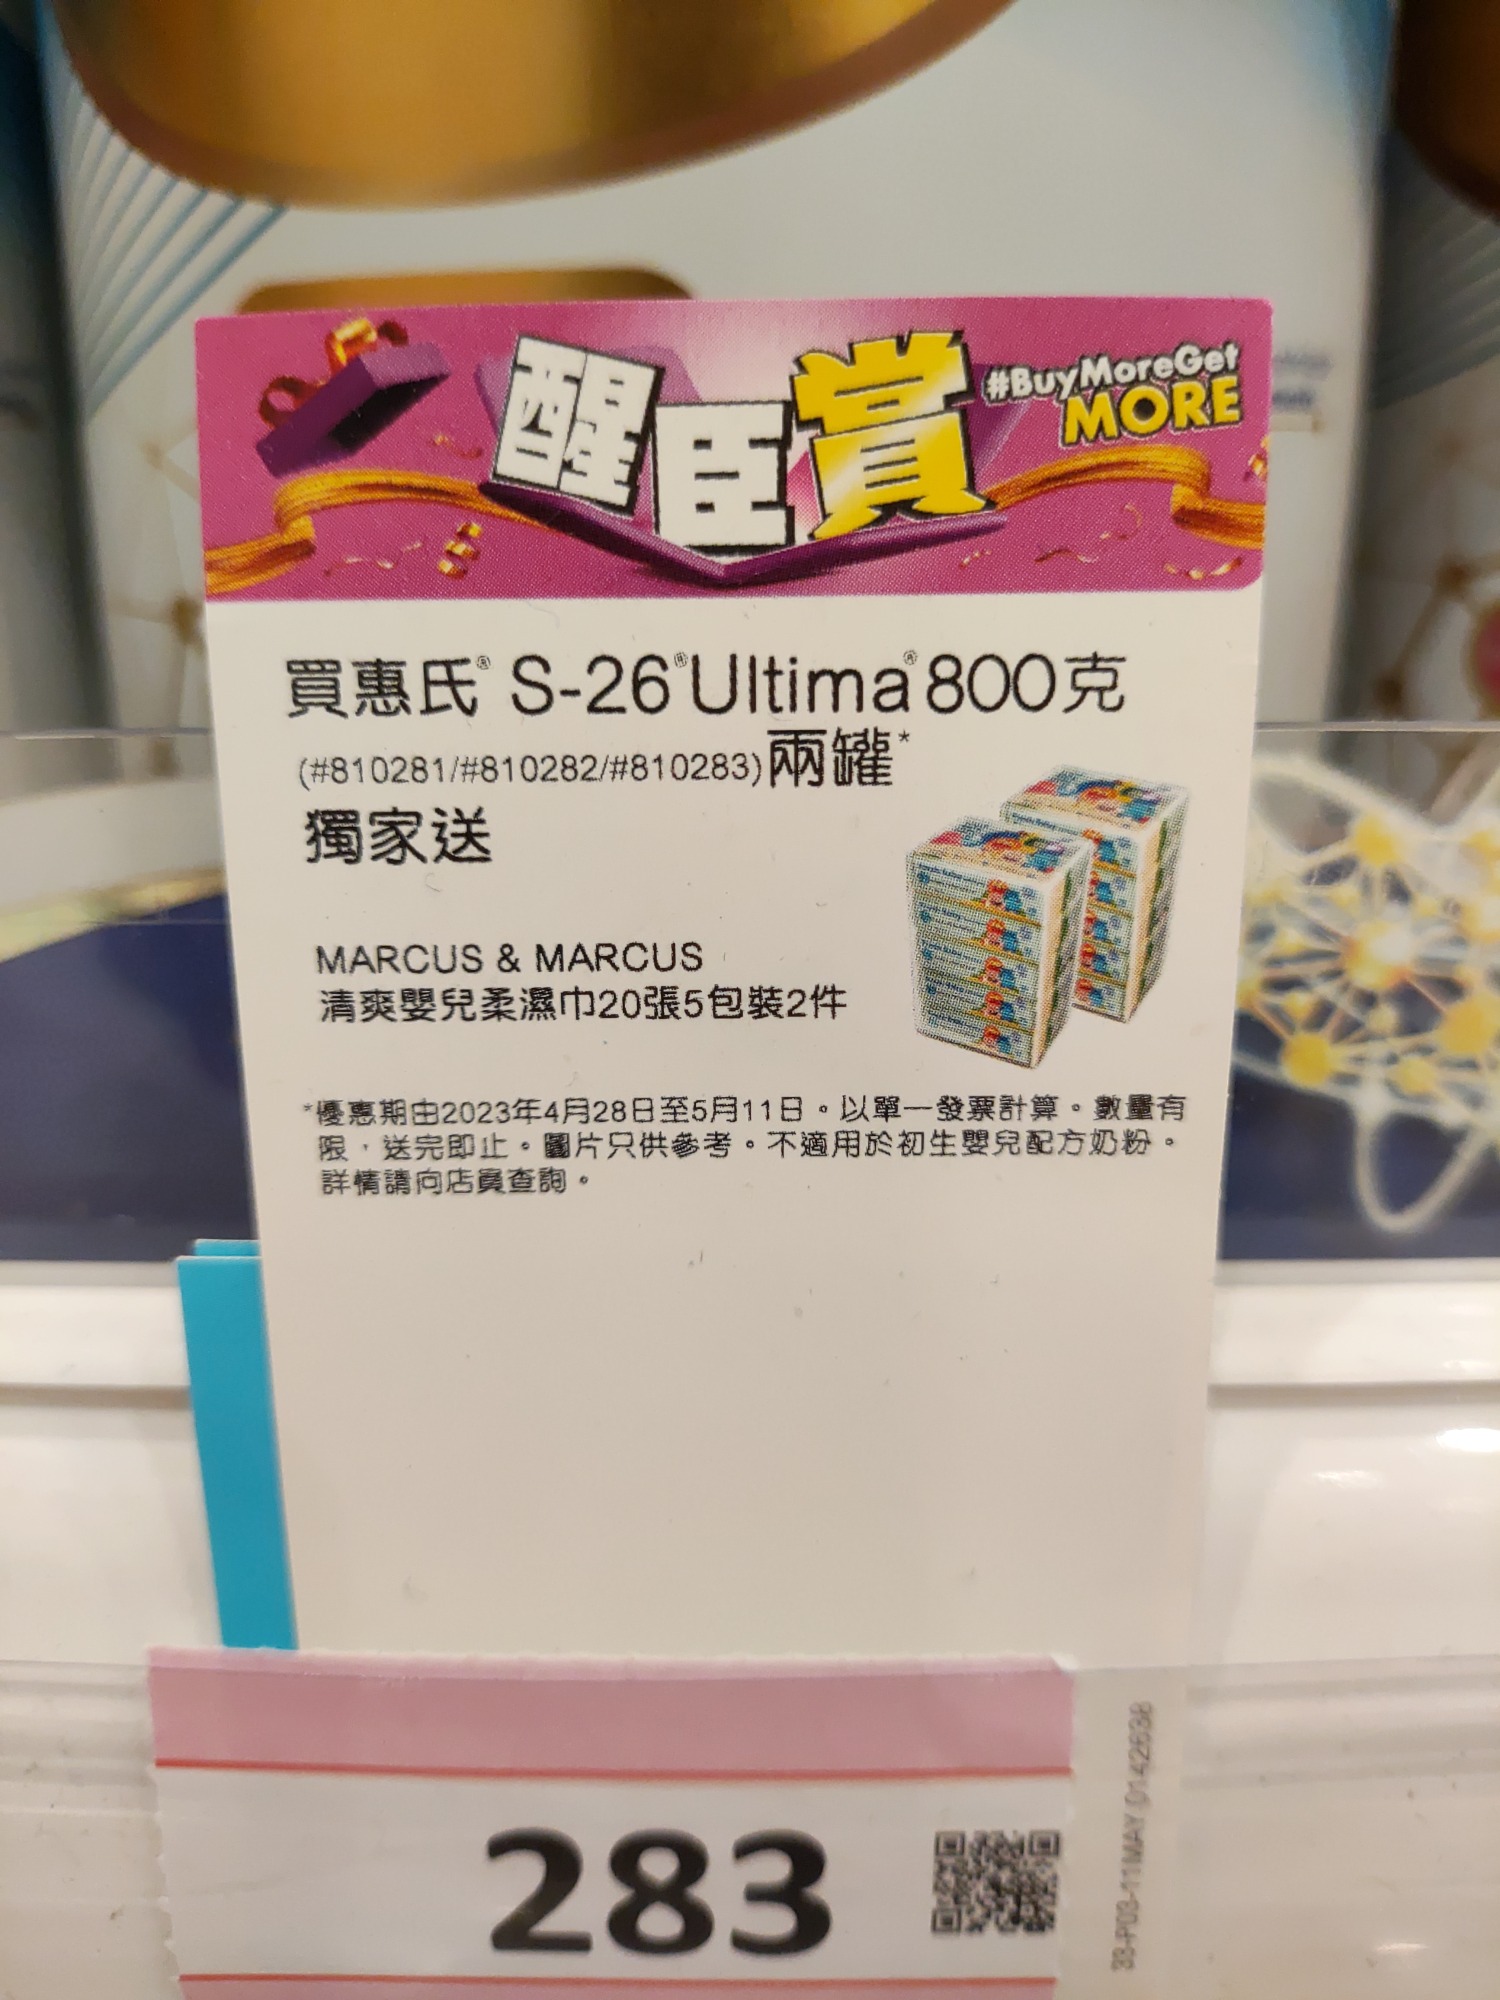 醒臣賞
#BuyMoreGet
MORE
買惠氏® S-26®Ultima®800克
(#810281/#810282/#810283)兩罐*
獨家送
MARCUS & MARCUS
清爽嬰兒柔濕巾20張5包裝2件
*優惠期由2023年4月28日至5月11日。以單一發票計算。數量有
限，送完即止。圖片只供參考。不適用於初生嬰兒配方奶粉。
詳情請向店員查詢。
283
33-P03-11MAY 0142638